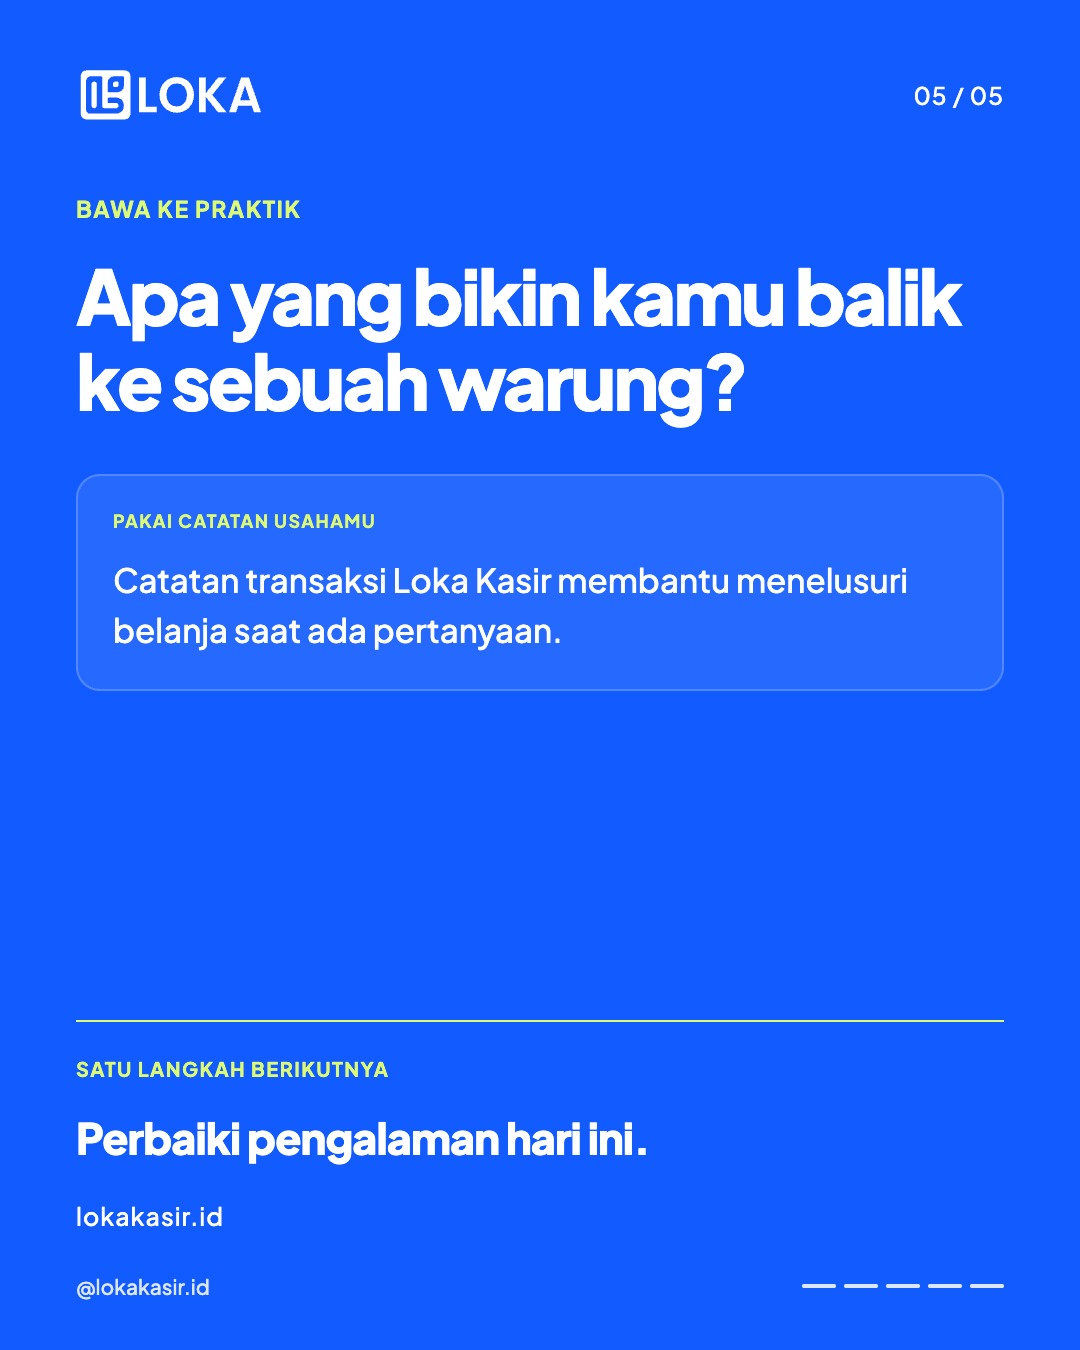 LOKA
05 / 05
BAWA KE PRAKTIK
Apa yang bikin kamu balik
ke sebuah warung?
PAKAI CATATAN USAHAMU
Catatan transaksi Loka Kasir membantu menelusuri
belanja saat ada pertanyaan.
SATU LANGKAH BERIKUTNYA
Perbaiki pengalaman hari ini.
lokakasir.id
@lokakasir.id